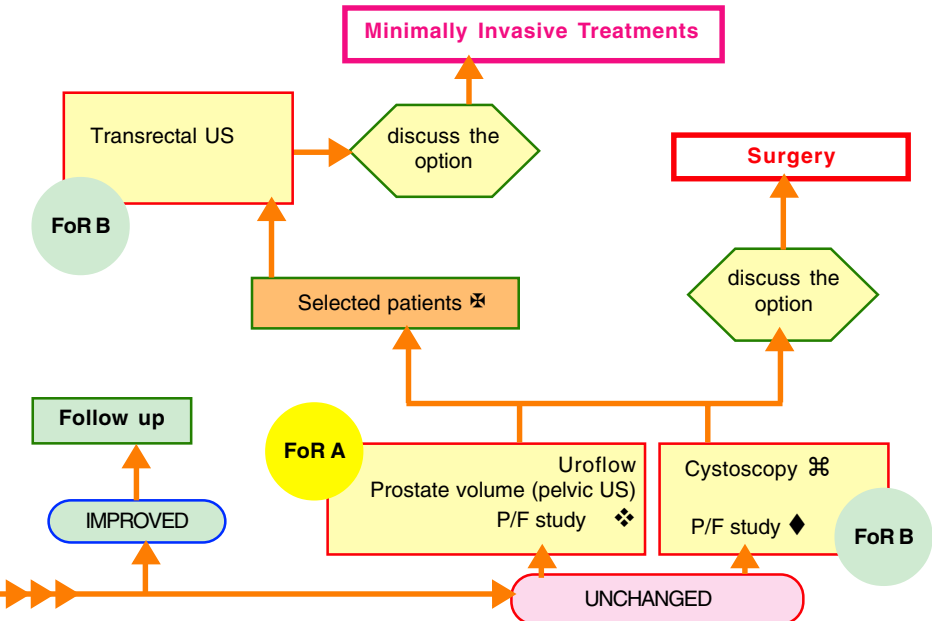 Minimally Invasive Treatments
Transrectal US
discuss the
option
Surgery
FoR B
discuss the
option
Selected patients ✠
Follow up
FoR A
Uroflow
Prostate volume (pelvic US)
P/F study ❖
Cystoscopy ⌘
P/F study ♦
FoR B
IMPROVED
UNCHANGED